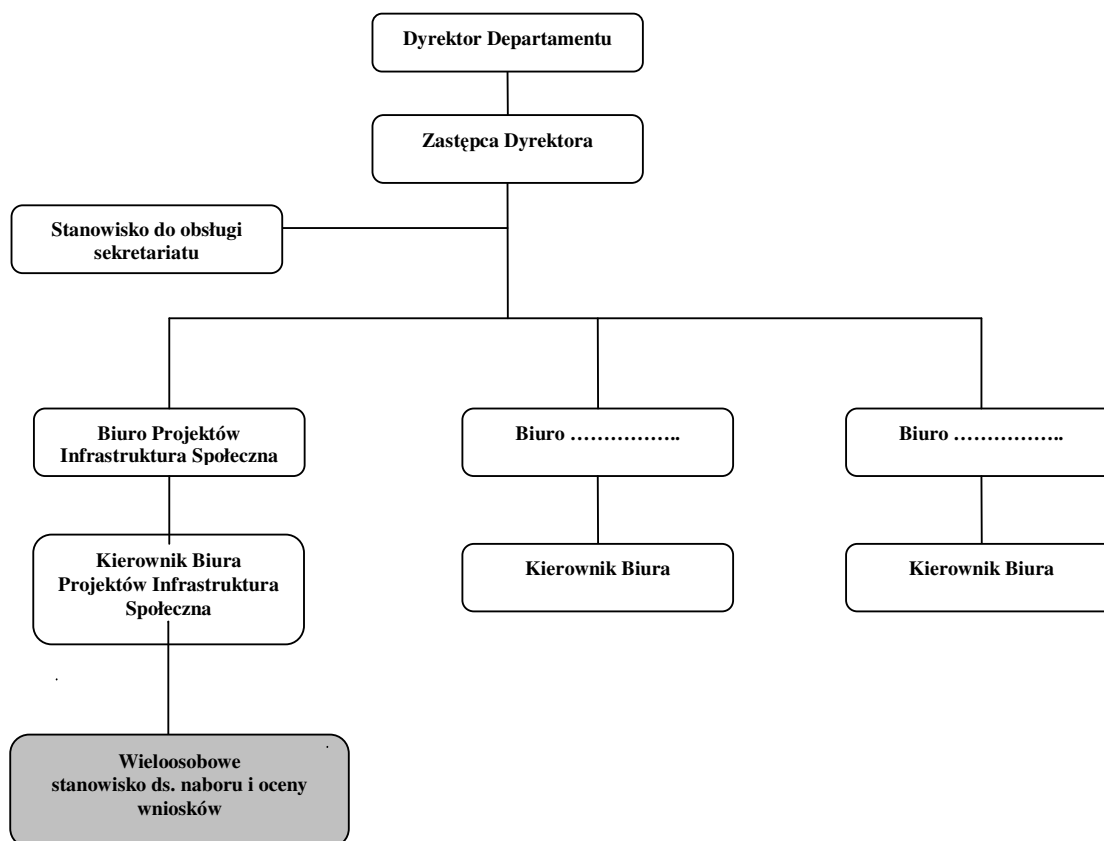 Dyrektor Departamentu
Zastępca Dyrektora
Stanowisko do obsługi
sekretariatu
Biuro Projektów
Infrastruktura Społeczna
Biuro ……………..
Biuro ……………..
Kierownik Biura
Projektów Infrastruktura
Społeczna
Kierownik Biura
Kierownik Biura
Wieloosobowe
stanowisko ds. naboru i oceny
wniosków